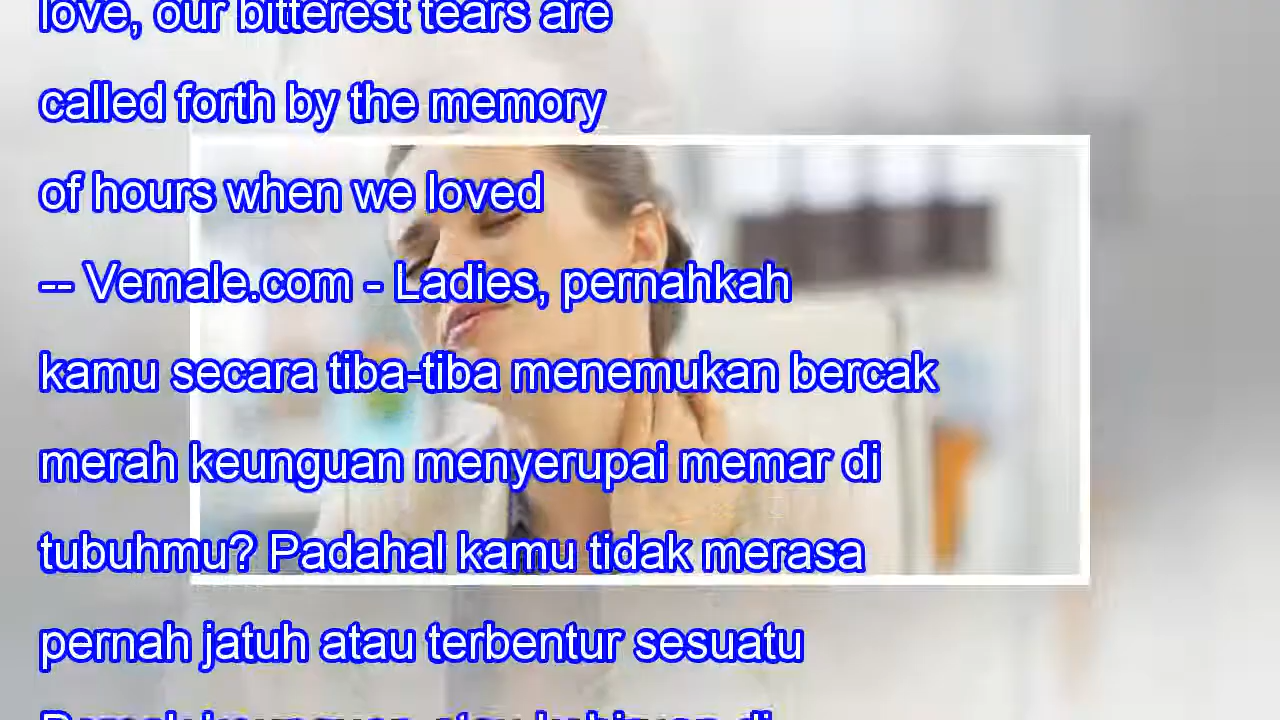 love, our bitterest tears are
called forth by the memory
of hours when we loved
-- Vemale.com - Ladies, pernahkah
kamu secara tiba-tiba menemukan bercak
merah keunguan menyerupai memar di
tubuhmu? Padahal kamu tidak merasa
pernah jatuh atau terbentur sesuatu